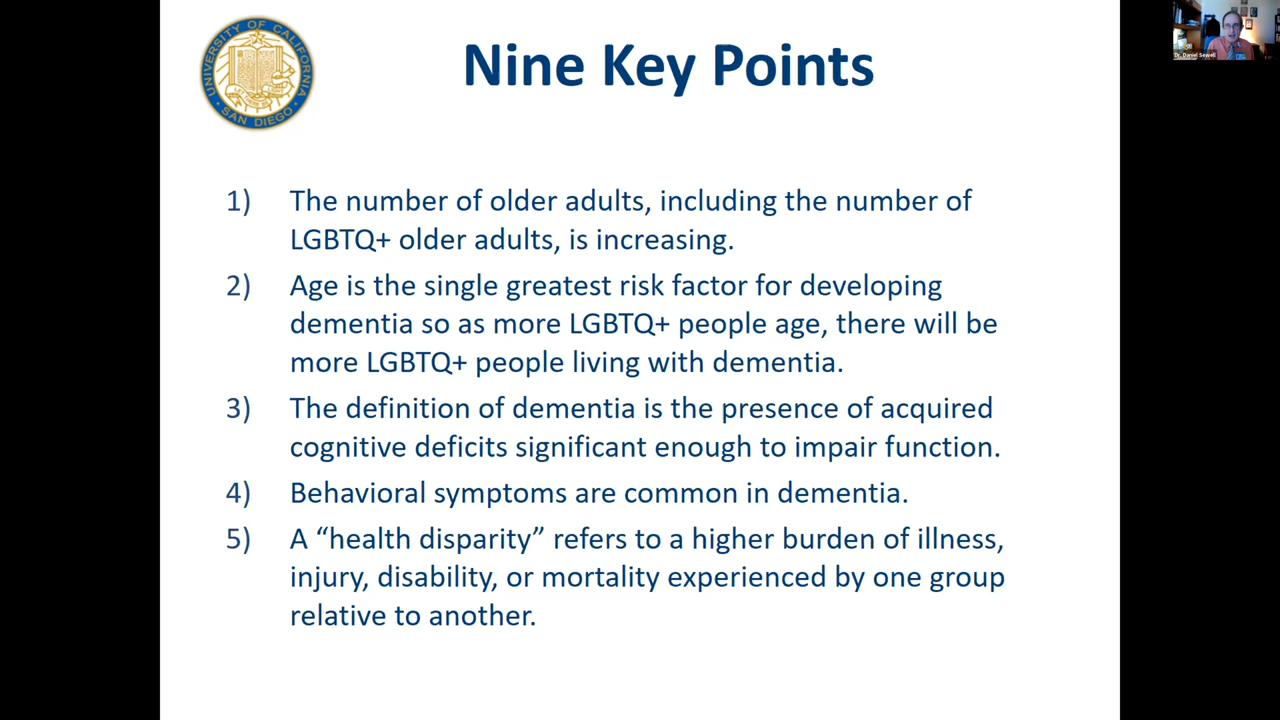 UNIVERSITY OF CALIFORNIA
SAN DIEGO
Nine Key Points
Dr. Daniel Sewell
1) The number of older adults, including the number of
LGBTQ+ older adults, is increasing.
2) Age is the single greatest risk factor for developing
dementia so as more LGBTQ+ people age, there will be
more LGBTQ+ people living with dementia.
3) The definition of dementia is the presence of acquired
cognitive deficits significant enough to impair function.
4) Behavioral symptoms are common in dementia.
5) A “health disparity” refers to a higher burden of illness,
injury, disability, or mortality experienced by one group
relative to another.